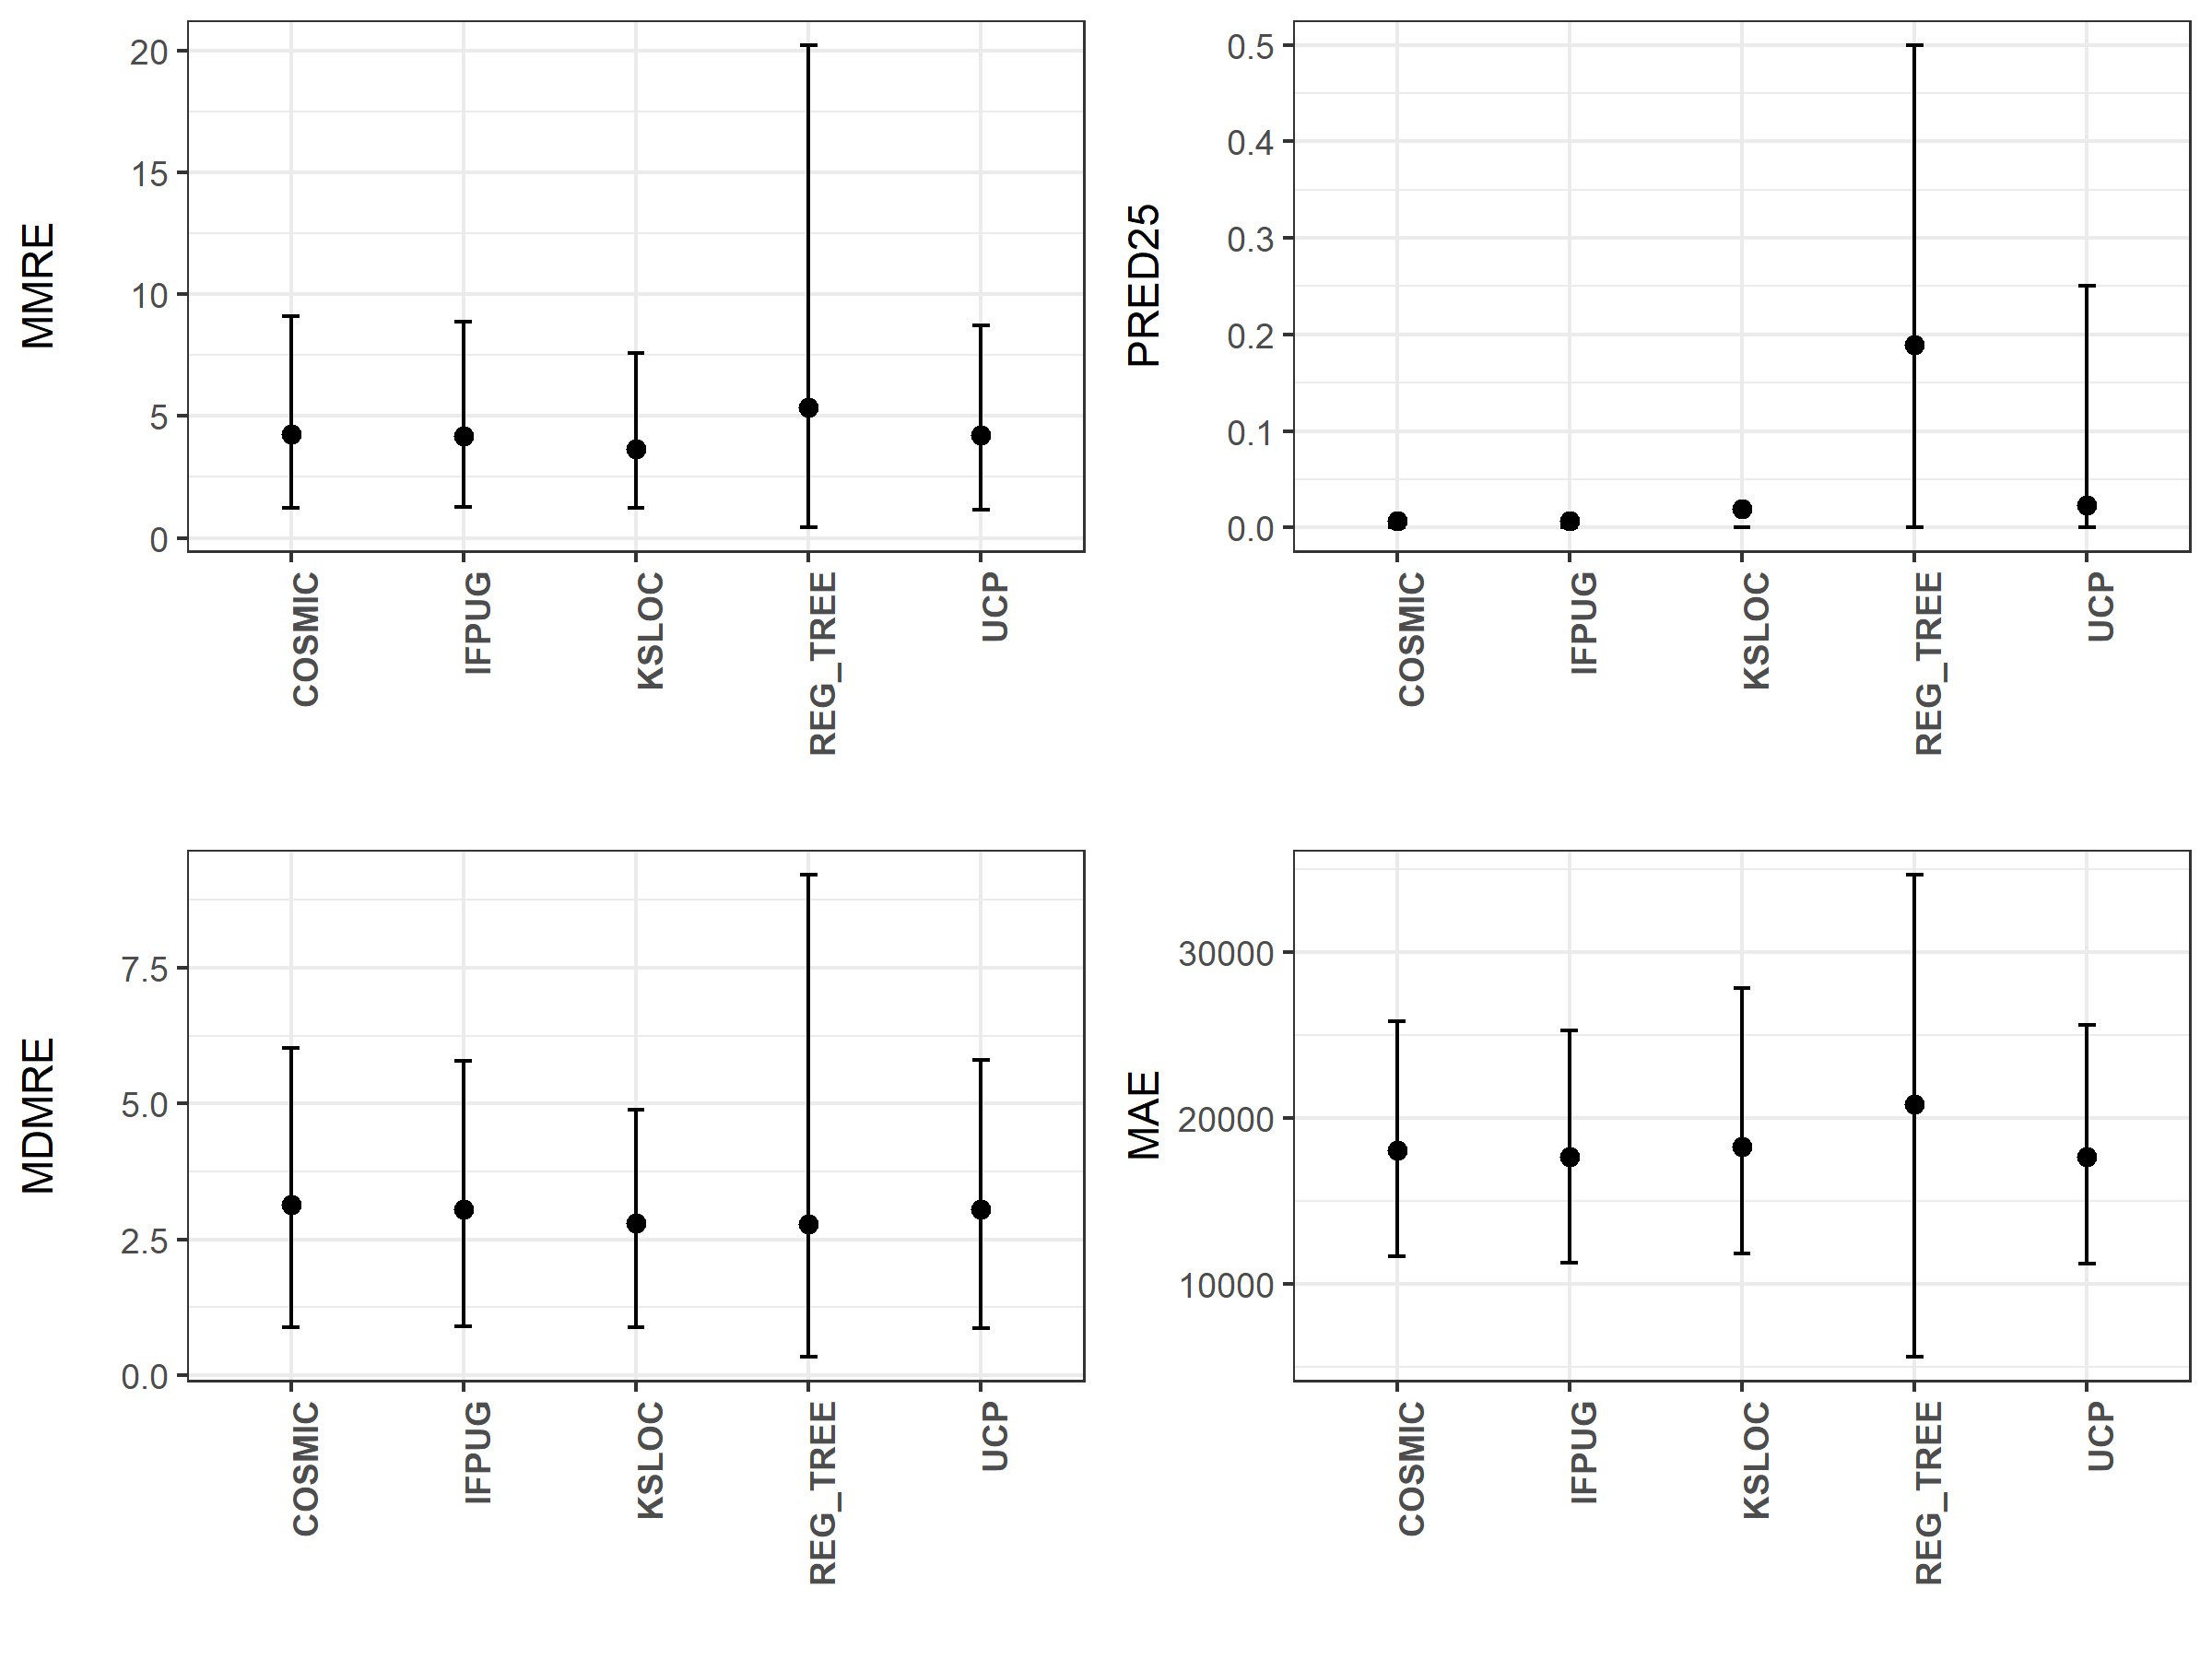 MMRE
20
15
10
5
0
COSMIC
IFPUG
KSLOC
REG_TREE
UCP
PRED25
0.5
0.4
0.3
0.2
0.1
0.0
COSMIC
IFPUG
KSLOC
REG_TREE
UCP
MDMRE
7.5
5.0
2.5
0.0
COSMIC
IFPUG
KSLOC
REG_TREE
UCP
MAE
30000
20000
10000
COSMIC
IFPUG
KSLOC
REG_TREE
UCP